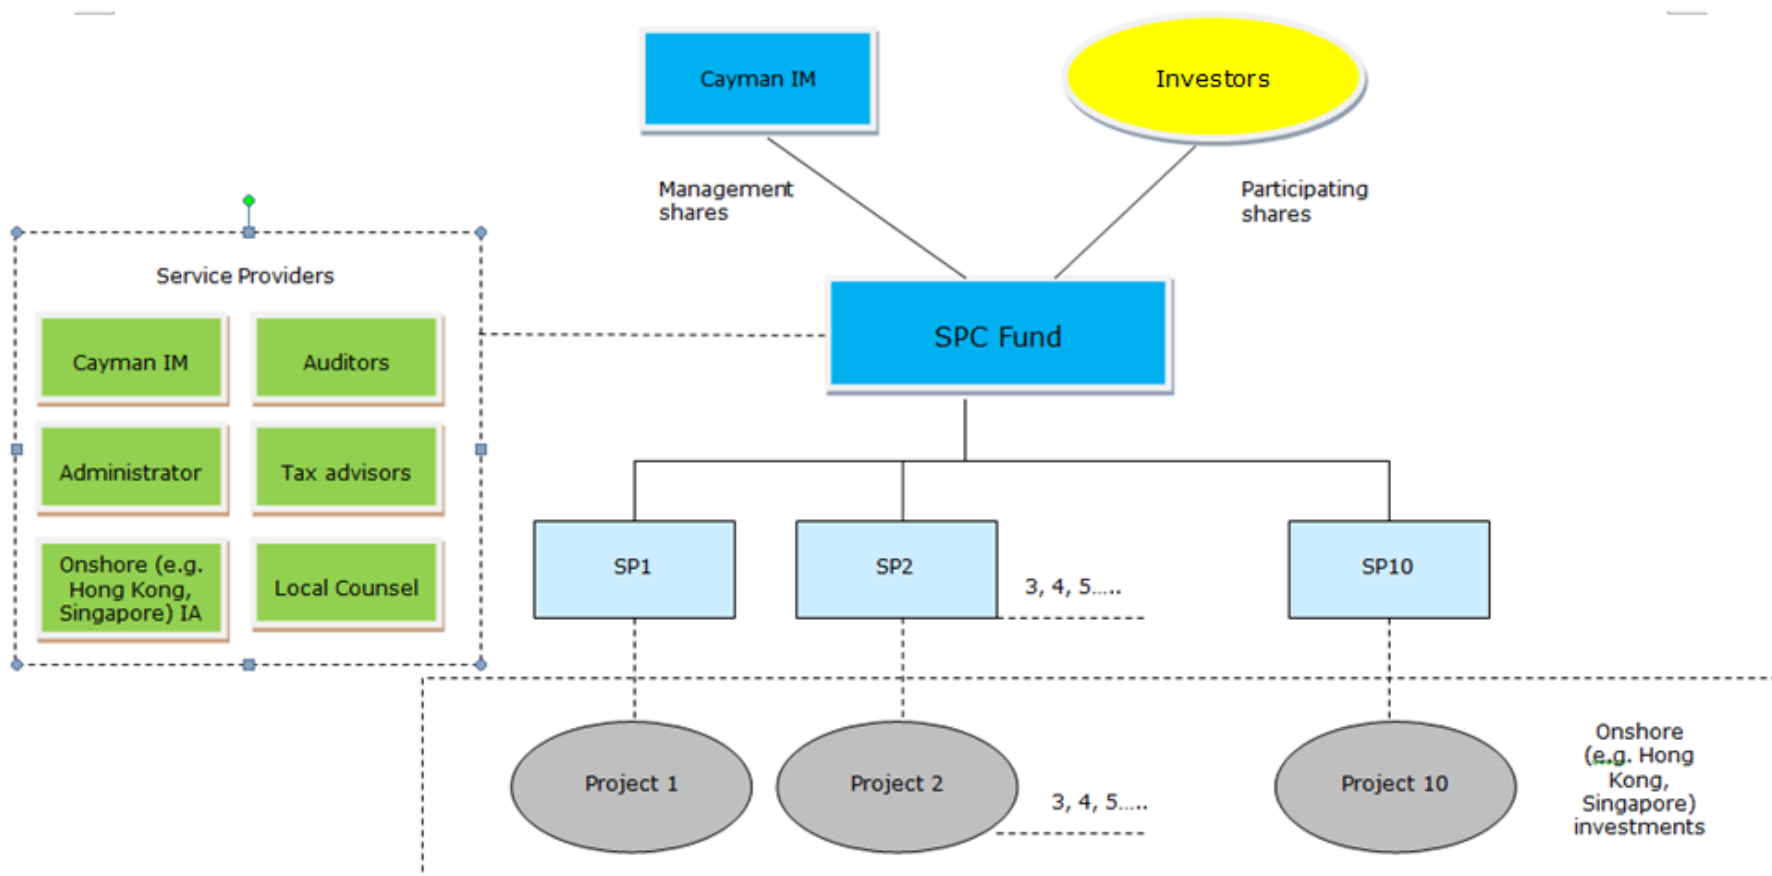 Cayman IM
Investors
Management
shares
Participating
shares
Service Providers
Cayman IM
Auditors
SPC Fund
Administrator
Tax advisors
Onshore (e.g.
Hong Kong,
Singapore) IA
Local Counsel
SP1
SP2
3, 4, 5.....
SP10
Project 1
Project 2
3, 4, 5.....
Project 10
Onshore
(e.g. Hong
Kong,
Singapore)
investments